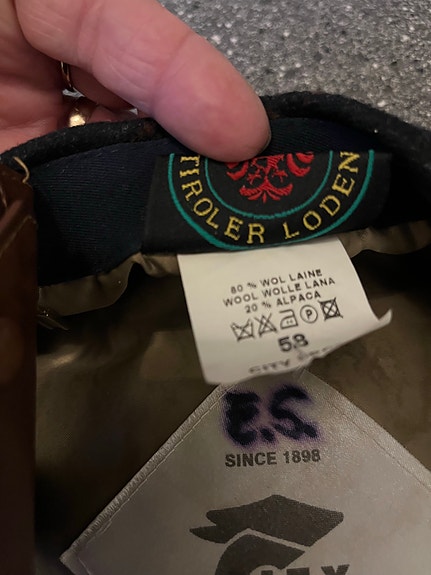 TIROLER LODEN
80 % WOL LAINE
WOOL WOLLE LANA
20 % ALPACA
P
58
SINCE 1898